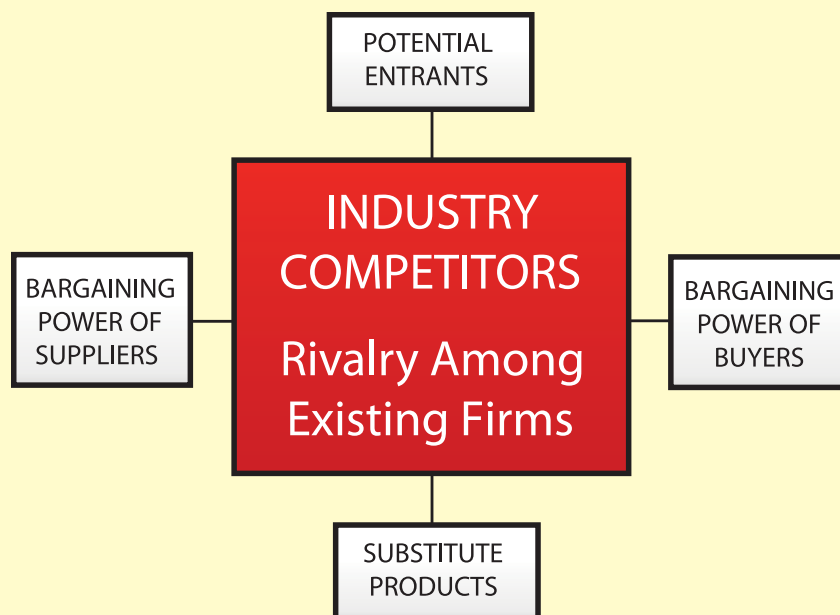 POTENTIAL
ENTRANTS
INDUSTRY
COMPETITORS
Rivalry Among
Existing Firms
BARGAINING
POWER OF
SUPPLIERS
BARGAINING
POWER OF
BUYERS
SUBSTITUTE
PRODUCTS